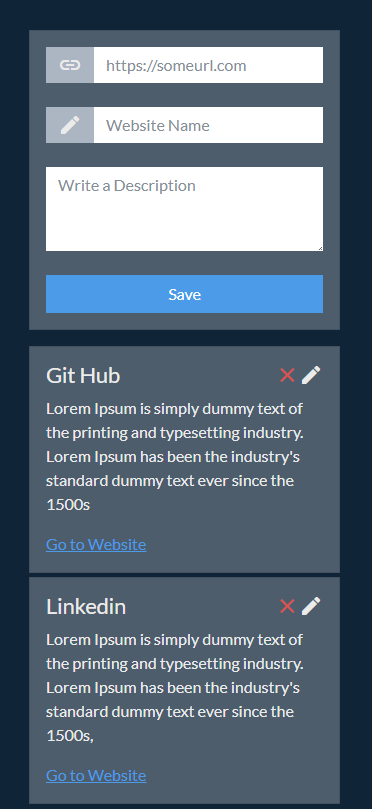 https://someurl.com
Website Name
Write a Description
Save
Git Hub
Lorem Ipsum is simply dummy text of
the printing and typesetting industry.
Lorem Ipsum has been the industry's
standard dummy text ever since the
1500s
Go to Website
Linkedin
Lorem Ipsum is simply dummy text of
the printing and typesetting industry.
Lorem Ipsum has been the industry's
standard dummy text ever since the
1500s,
Go to Website